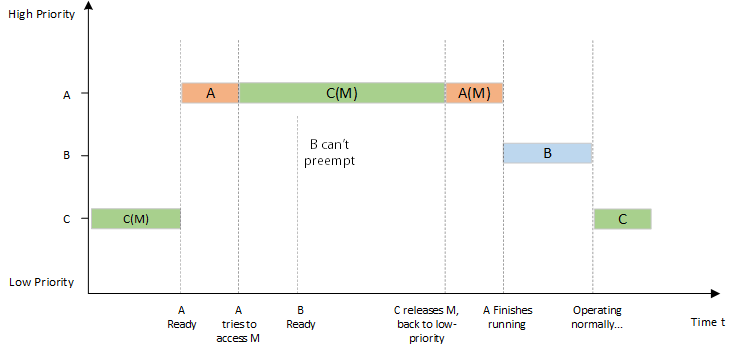 High Priority
A
A
C(M)
A(M)
B can't
preempt
B
B
C
C(M)
C
Low Priority
A
Ready
A
tries to
access M
B
Ready
C releases M,
back to low-
priority
A Finishes
running
Operating
normally...
Time t